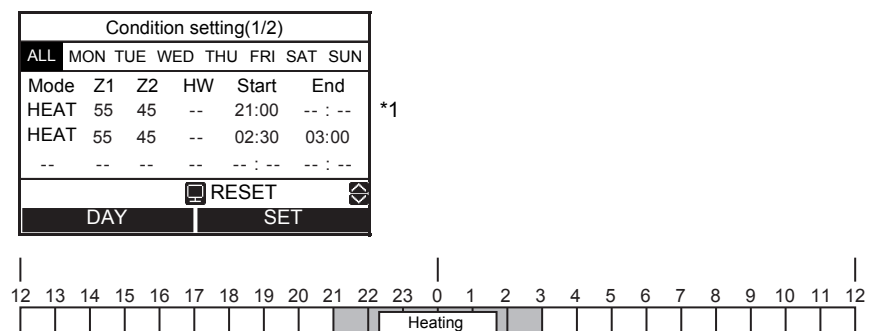 Condition setting(1/2)
ALL MON TUE WED THU FRI SAT SUN
Mode Z1 Z2 HW Start End
HEAT 55 45 -- 21:00 -- : -- *1
HEAT 55 45 -- 02:30 03:00
-- -- -- -- -- : --
RESET
DAY SET
12 13 14 15 16 17 18 19 20 21 22 23 0 1 2 3 4 5 6 7 8 9 10 11 12
Heating